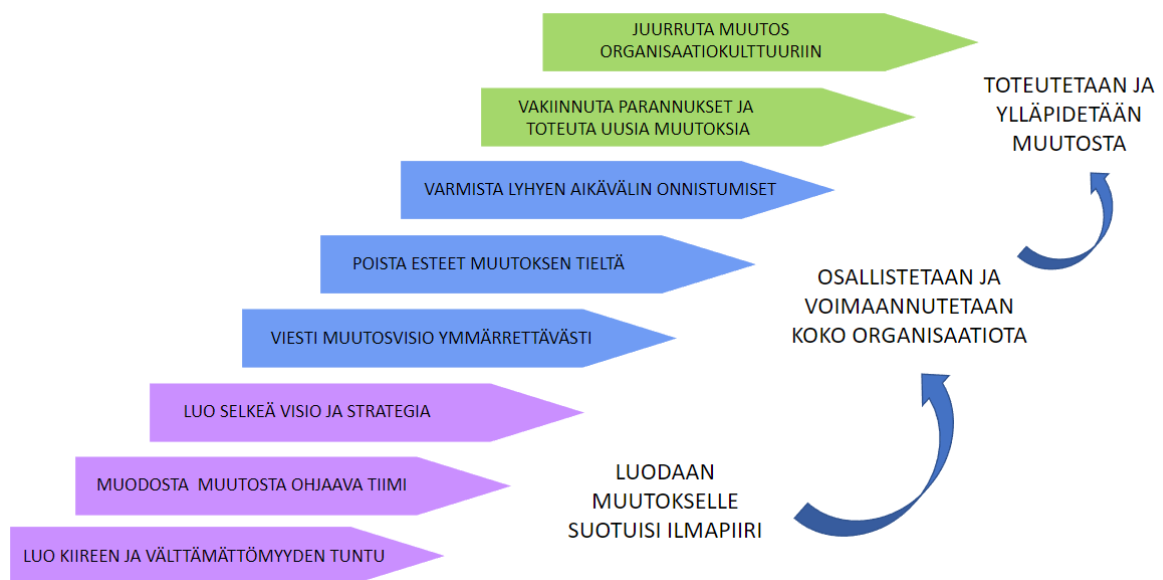 JUURRUTA MUUTOS
ORGANISAATIOKULTTUURIIN
VAKIINNUTA PARANNUKSET JA
TOTEUTA UUSIA MUUTOKSIA
TOTEUTETAAN JA
YLLÄPIDETÄÄN
MUUTOSTA
VARMISTA LYHYEN AIKAVÄLIN ONNISTUMISET
POISTA ESTEET MUUTOKSEN TIELTÄ
VIESTI MUUTOSVISIO YMMÄRRETTÄVÄSTI
OSALLISTETAAN JA
VOIMAANNUTETAAN
KOKO ORGANISAATIOTA
LUO SELKEÄ VISIO JA STRATEGIA
MUODOSTA MUUTOSTA OHJAAVA TIIMI
LUO KIIREEN JA VÄLTTÄMÄTTÖMYYDEN TUNTU
LUODAAN
MUUTOKSELLE
SUOTUISI ILMAPIIRI